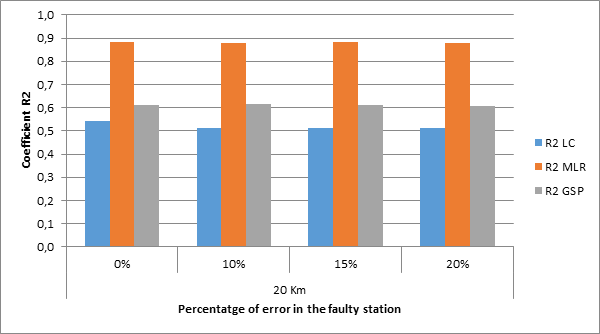 1,0
0,9
0,8
0,7
0,6
0,5
0,4
0,3
0,2
0,1
0,0
Coefficient R2
0% 10% 15% 20%
20 Km
Percentatge of error in the faulty station
R2 LC
R2 MLR
R2 GSP